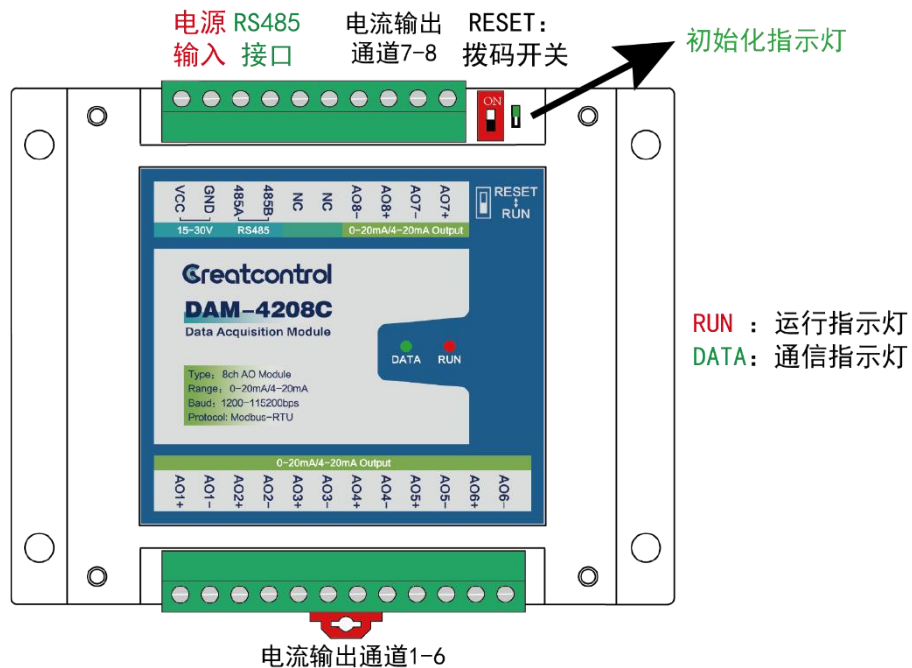 电源 RS485
输入 接口
电流输出
通道7-8
RESET:
拨码开关
初始化指示灯
ON
VCC GND 485A 485B NC NC AO8- AO8+ AO7- AO7+
15-30V RS485 0-20mA/4-20mA Output
RESET
RUN
Greatcontrol
DAM-4208C
Data Acquisition Module
DATA RUN
Type: 8ch AO Module
Range: 0-20mA/4-20mA
Baud: 1200-115200bps
Protocol: Modbus-RTU
RUN : 运行指示灯
DATA: 通信指示灯
0-20mA/4-20mA Output
AO1+ AO1- AO2+ AO2- AO3+ AO3- AO4+ AO4- AO5+ AO5- AO6+ AO6-
电流输出通道1-6